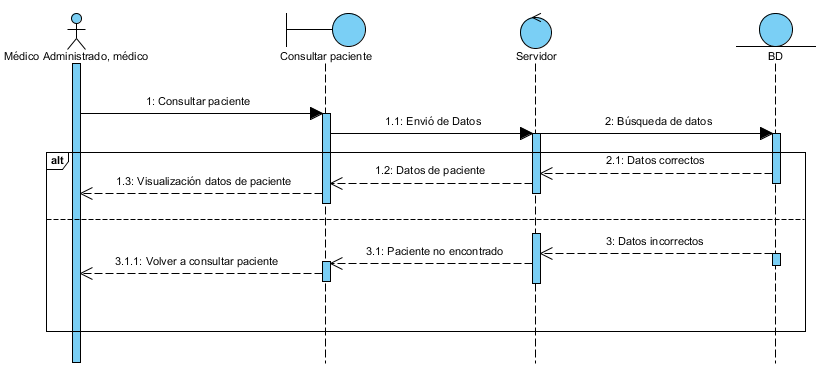 Médico Administrado, médico
Consultar paciente
Servidor
BD
1: Consultar paciente
1.1: Envió de Datos
2: Búsqueda de datos
alt
2.1: Datos correctos
1.2: Datos de paciente
1.3: Visualización datos de paciente
3: Datos incorrectos
3.1: Paciente no encontrado
3.1.1: Volver a consultar paciente